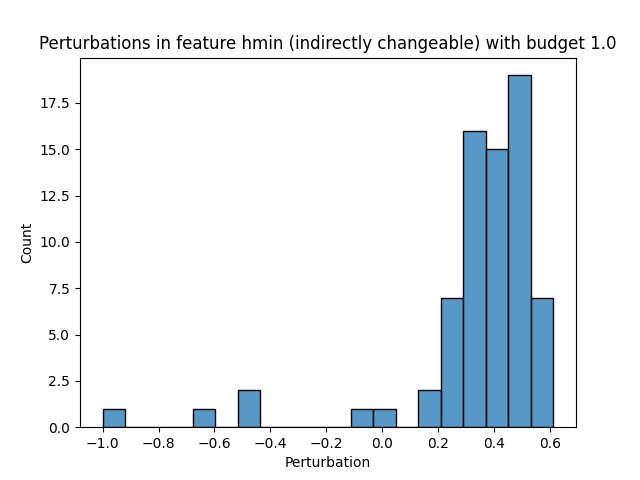 Perturbations in feature hmin (indirectly changeable) with budget 1.0
17.5
15.0
12.5
10.0
7.5
5.0
2.5
0.0
Count
−1.0 −0.8 −0.6 −0.4 −0.2 0.0 0.2 0.4 0.6
Perturbation